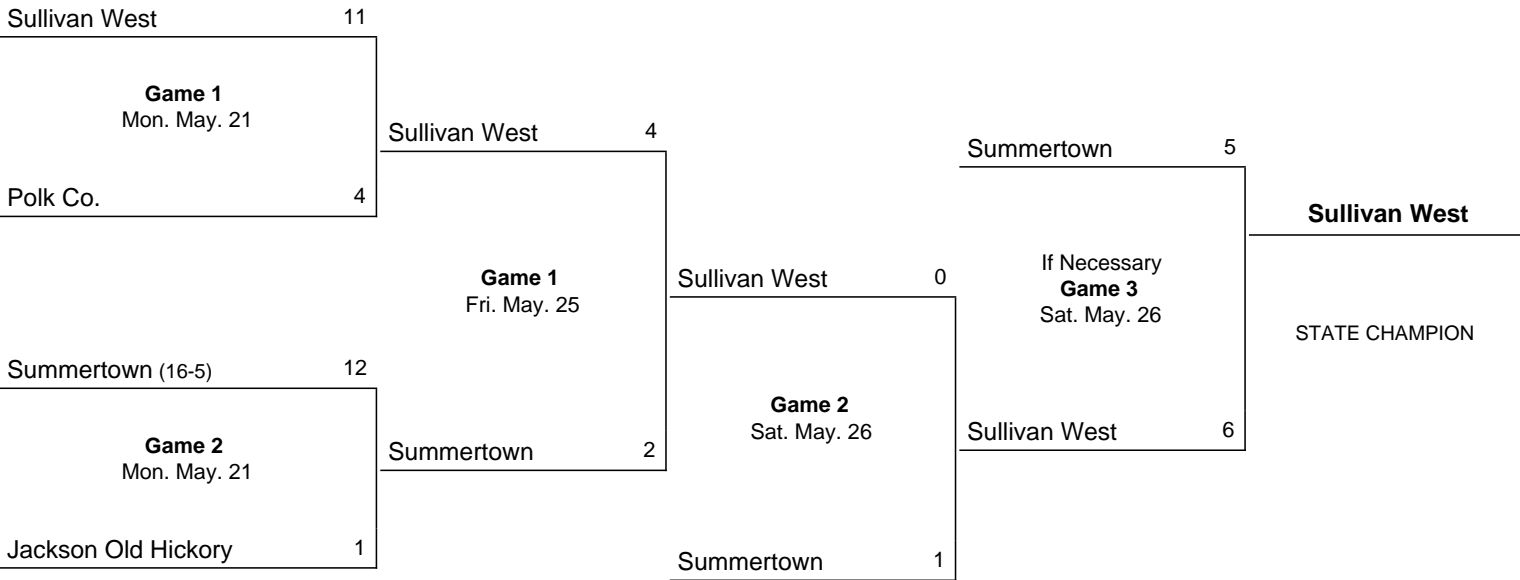 Sullivan West 11
Game 1
Mon. May. 21
Polk Co. 4
Summertown (16-5) 12
Game 2
Mon. May. 21
Jackson Old Hickory 1
Sullivan West 4
Game 1
Fri. May. 25
Summertown 2
Sullivan West 0
Game 2
Sat. May. 26
Summertown 1
Summertown 5
If Necessary
Game 3
Sat. May. 26
Sullivan West 6
Sullivan West
STATE CHAMPION